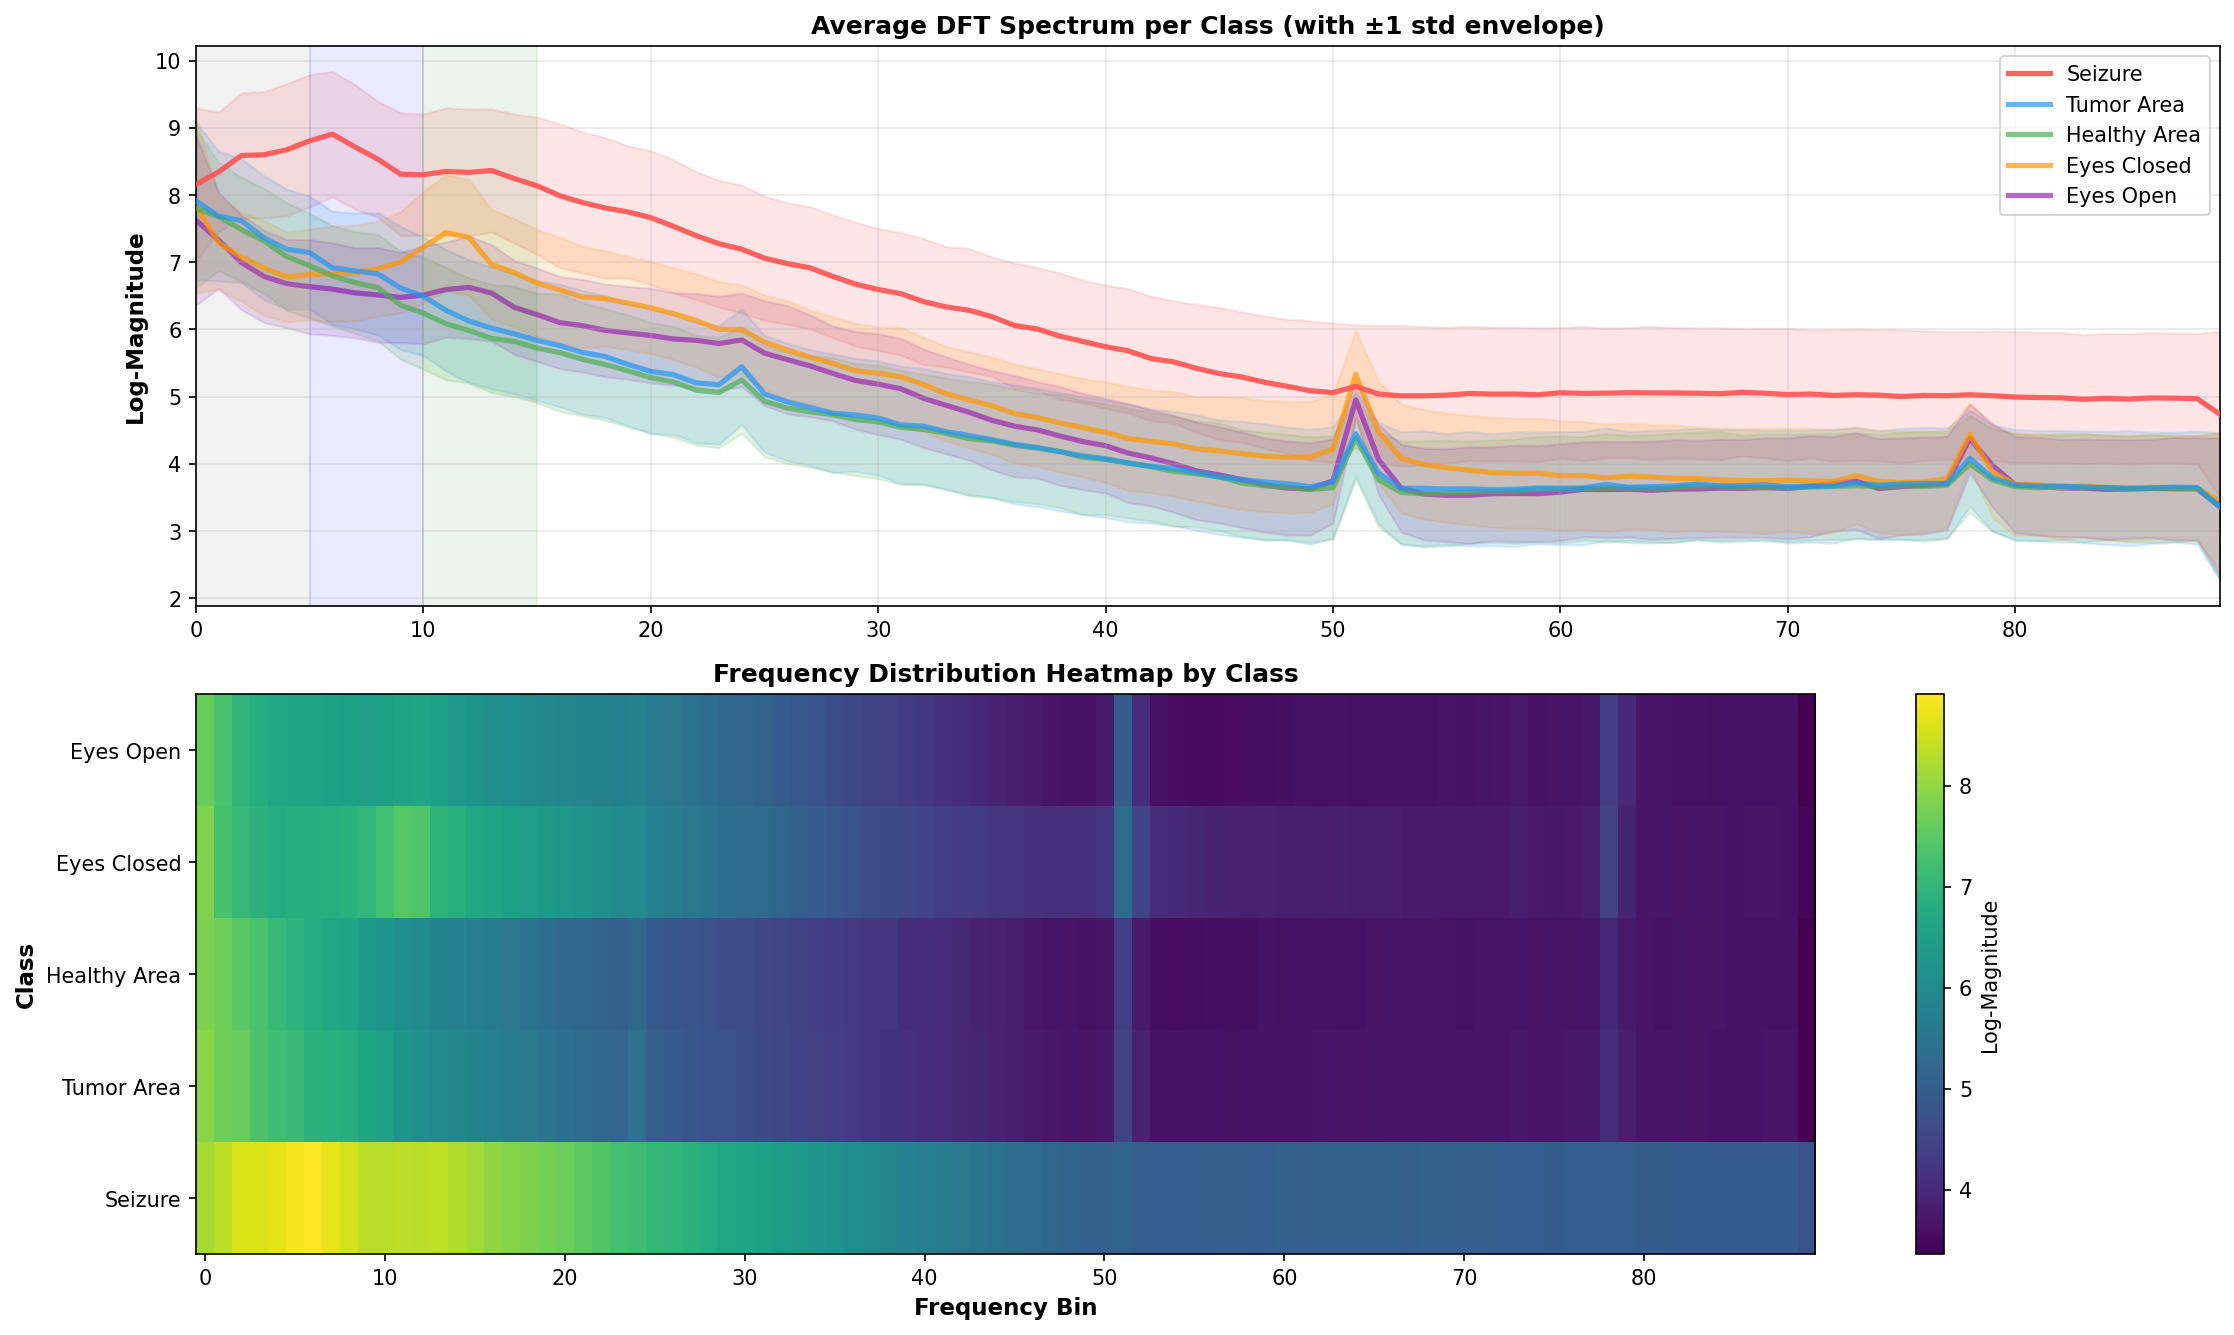 Average DFT Spectrum per Class (with ±1 std envelope)
10
9
8
7
6
5
4
3
2
Log-Magnitude
Seizure
Tumor Area
Healthy Area
Eyes Closed
Eyes Open
0 10 20 30 40 50 60 70 80
Frequency Distribution Heatmap by Class
Class
Eyes Open
Eyes Closed
Healthy Area
Tumor Area
Seizure
0 10 20 30 40 50 60 70 80
Frequency Bin
8
7
6
5
4
Log-Magnitude